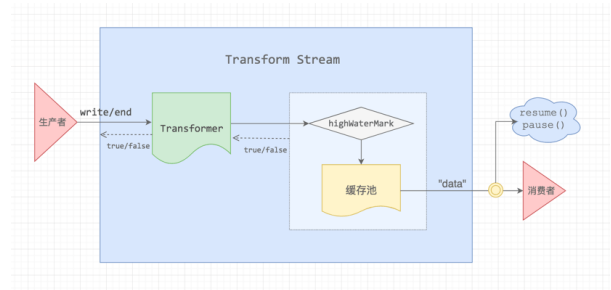 Transform Stream
生产者
write/end
true/false
Transformer
true/false
highWaterMark
缓存池
"data"
resume()
pause()
消费者